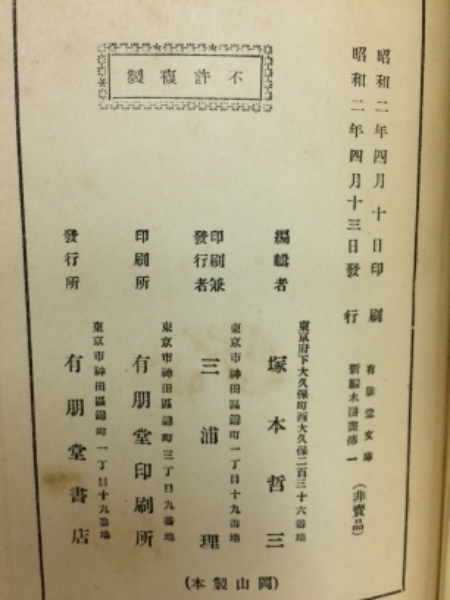 昭和二年四月十日印刷
昭和二年四月十三日發行
有朋堂文庫
新編水滸畫傳一
(非賣品)
不許複製
東京府下大久保町西大久保二百三十六番地
編輯者 塚本哲三
東京市神田區錦町一丁目十九番地
印刷兼發行者 三浦理
東京市神田區錦町三丁目九番地
印刷所 有朋堂印刷所
東京市神田區錦町一丁目十九番地
發行所 有朋堂書店
(岡山製本)